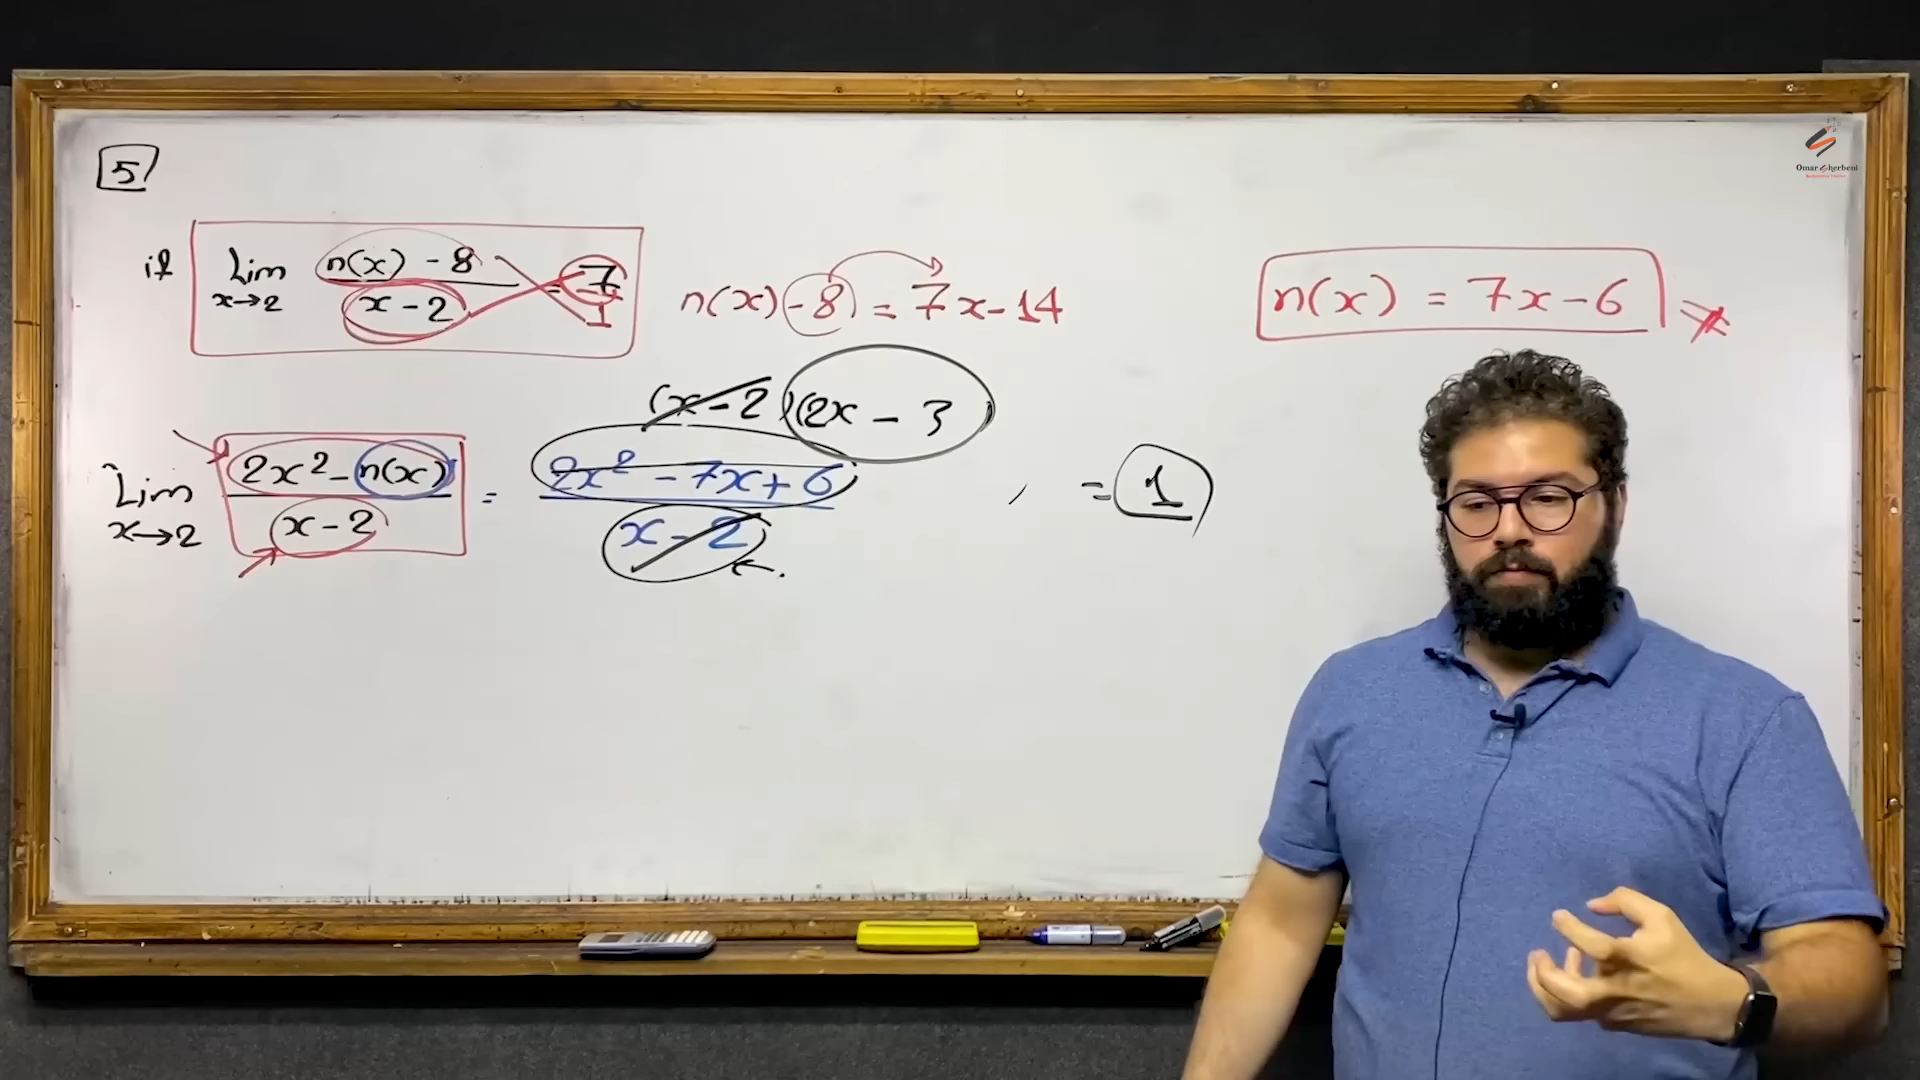 5
if Lim x→2 n(x) - 8 / x - 2 = 7 / 1
n(x) - 8 = 7x - 14
n(x) = 7x - 6
(x - 2)(2x - 3)
Lim x→2 2x² - n(x) / x - 2 = 2x² - 7x + 6 / x - 2 = 1
Omar Sherbeni